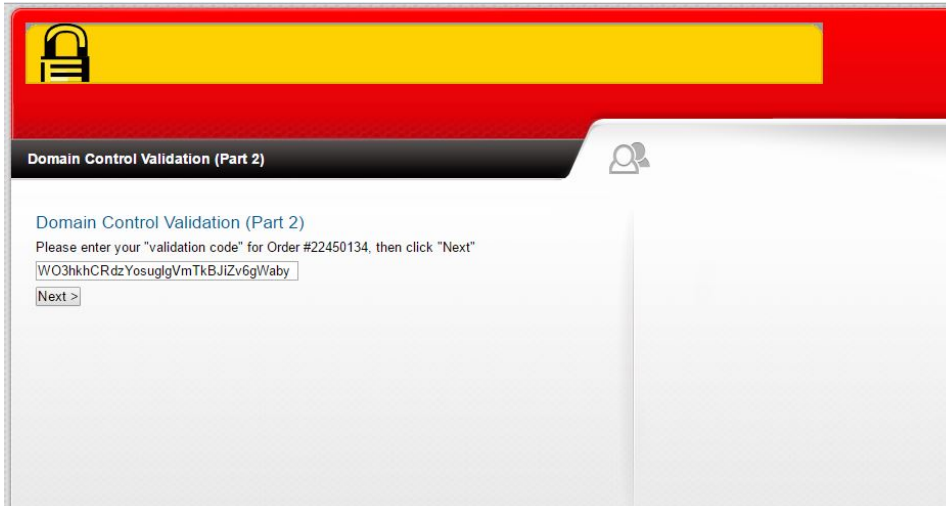 Domain Control Validation (Part 2)
Domain Control Validation (Part 2)
Please enter your "validation code" for Order #22450134, then click "Next"
WO3hkhCRdzYosuglgVmTkBJiZv6gWaby
Next >